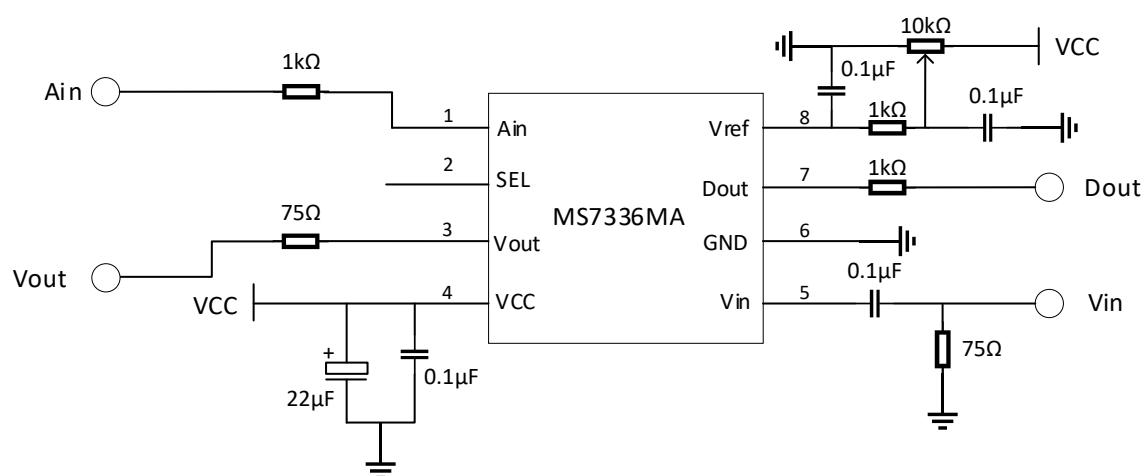 10kΩ
VCC
1kΩ
0.1µF
0.1µF
Ain
1
Ain
Vref
8
1kΩ
2
SEL
1kΩ
Dout
7
Dout
MS7336MA
75Ω
3
Vout
GND
6
Vout
0.1µF
VCC
4
VCC
Vin
5
Vin
+
22µF
0.1µF
75Ω